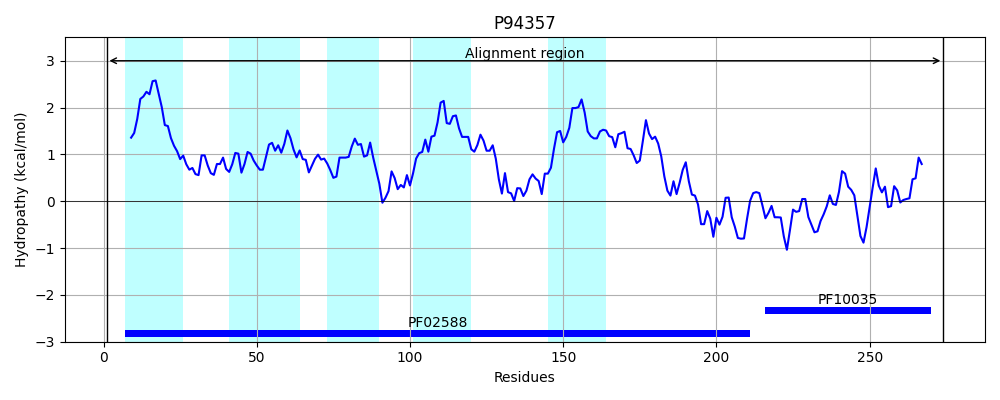 P94357
Alignment region
3
2
1
0
−1
−2
−3
Hydropathy (kcal/mol)
PF10035
PF02588
0 50 100 150 200 250
Residues